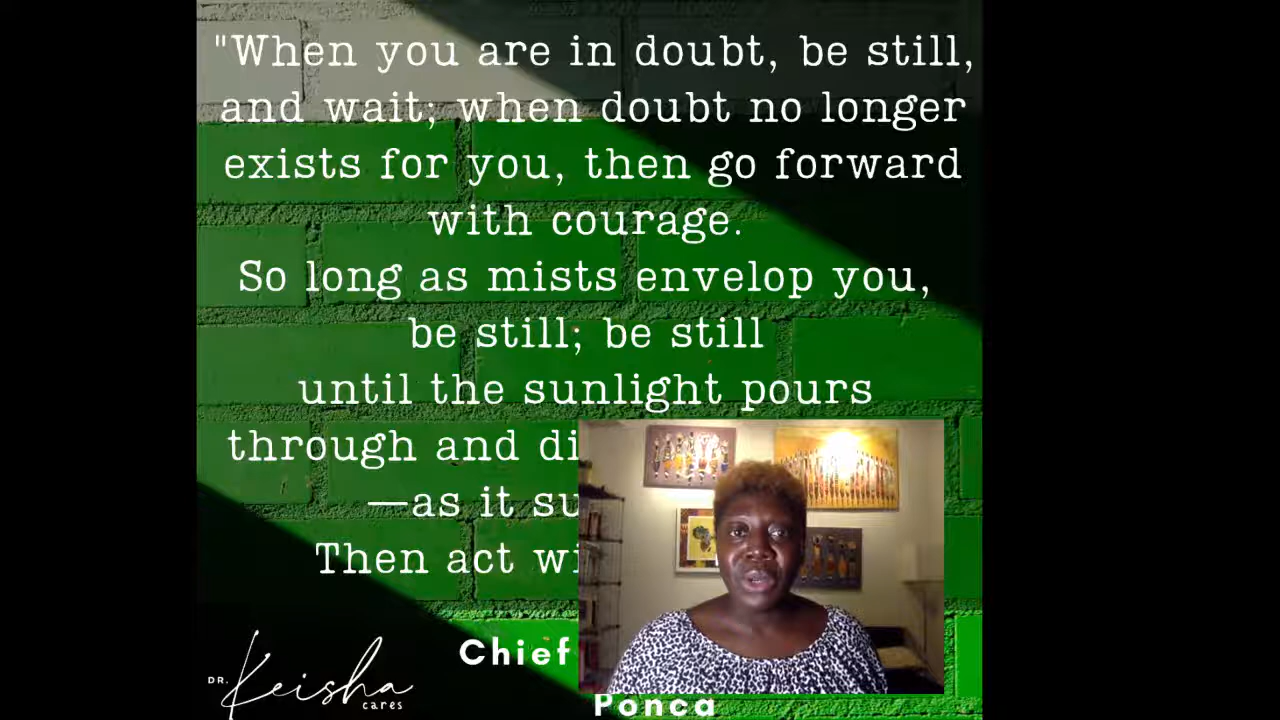 "When you are in doubt, be still,
and wait; when doubt no longer
exists for you, then go forward
with courage.
So long as mists envelop you,
be still; be still
until the sunlight pours
through and di
—as it su
Then act wi
Chief
Ponca
DR. Keisha
cares